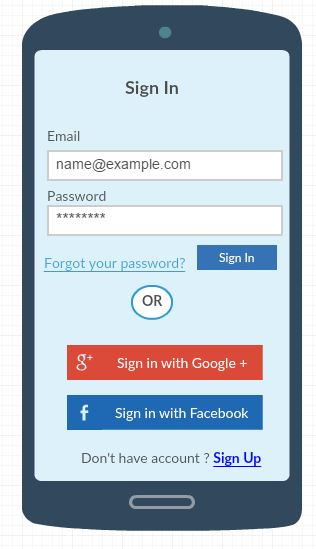 Sign In
Email
name@example.com
Password
********
Forgot your password? Sign In
OR
g+ Sign in with Google +
f Sign in with Facebook
Don't have account ? Sign Up